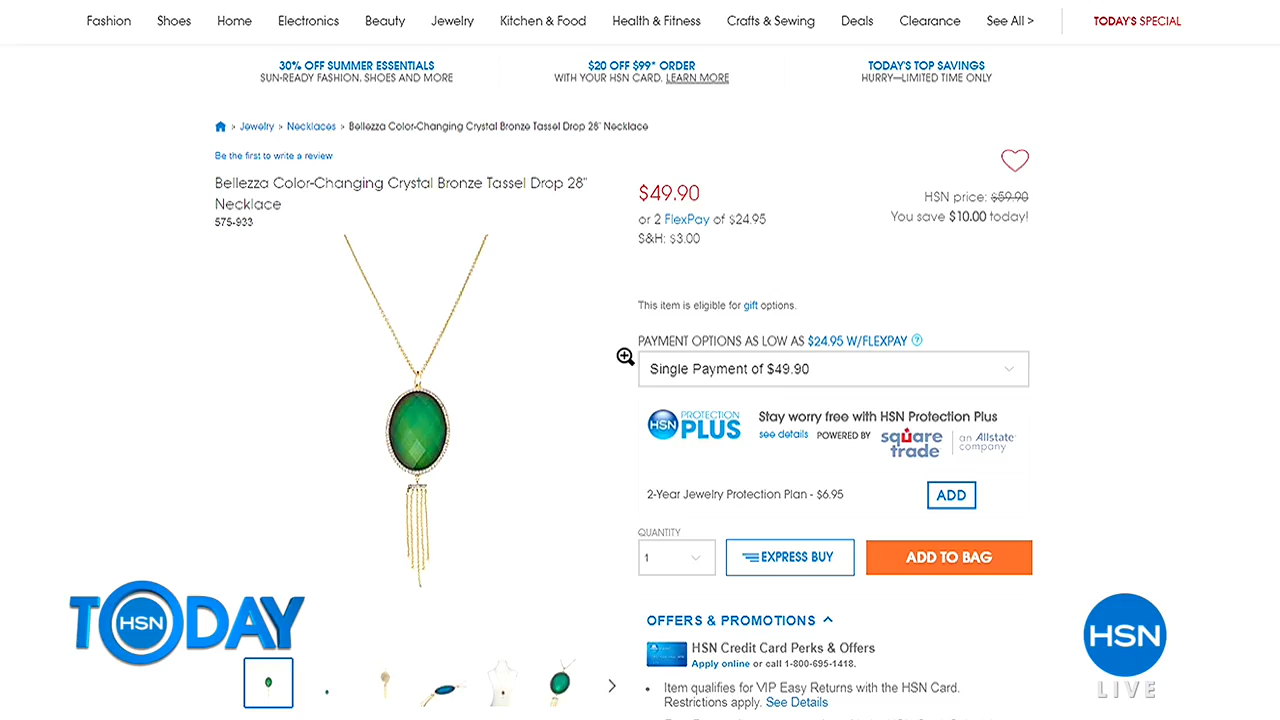 Fashion Shoes Home Electronics Beauty Jewelry Kitchen & Food Health & Fitness Crafts & Sewing Deals Clearance See All > TODAY'S SPECIAL
30% OFF SUMMER ESSENTIALS
SUN-READY FASHION, SHOES AND MORE
$20 OFF $99* ORDER
WITH YOUR HSN CARD. LEARN MORE
TODAY'S TOP SAVINGS
HURRY—LIMITED TIME ONLY
> Jewelry > Necklaces > Bellezza Color-Changing Crystal Bronze Tassel Drop 28" Necklace
Be the first to write a review
Bellezza Color-Changing Crystal Bronze Tassel Drop 28"
Necklace
575-933
$49.90
or 2 FlexPay of $24.95
S&H: $3.00
HSN price: $59.90
You save $10.00 today!
This item is eligible for gift options.
PAYMENT OPTIONS AS LOW AS $24.95 W/FLEXPAY ?
Single Payment of $49.90
HSN PROTECTION PLUS
Stay worry free with HSN Protection Plus
see details POWERED BY square trade an Allstate company
2-Year Jewelry Protection Plan - $6.95
ADD
QUANTITY
1
EXPRESS BUY
ADD TO BAG
OFFERS & PROMOTIONS
HSN Credit Card Perks & Offers
Apply online or call 1-800-695-1418.
• Item qualifies for VIP Easy Returns with the HSN Card.
Restrictions apply. See Details
TODAY
HSN
HSN
LIVE